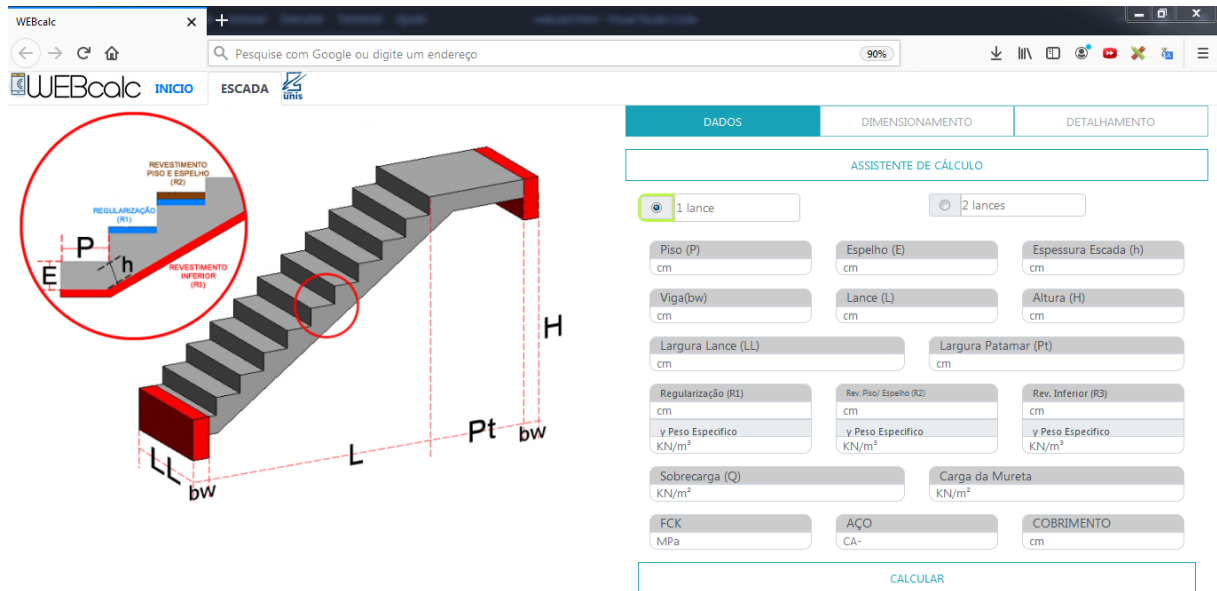 WEBcalc
Pesquise com Google ou digite um endereço
90%
WEBcalc INICIO ESCADA unis
DADOS DIMENSIONAMENTO DETALHAMENTO
ASSISTENTE DE CÁLCULO
1 lance 2 lances
REVESTIMENTO
PISO E ESPELHO
(R2)
REGULARIZAÇÃO
(R1)
P
E
h
REVESTIMENTO
INFERIOR
(R3)
H
L
Pt
bw
LL
bw
Piso (P) Espelho (E) Espessura Escada (h)
cm cm cm
Viga(bw) Lance (L) Altura (H)
cm cm cm
Largura Lance (LL) Largura Patamar (Pt)
cm cm
Regularização (R1) Rev. Piso/ Espelho (R2) Rev. Inferior (R3)
cm cm cm
y Peso Especifico y Peso Especifico y Peso Especifico
KN/m³ KN/m³ KN/m³
Sobrecarga (Q) Carga da Mureta
KN/m² KN/m²
FCK AÇO COBRIMENTO
MPa CA- cm
CALCULAR